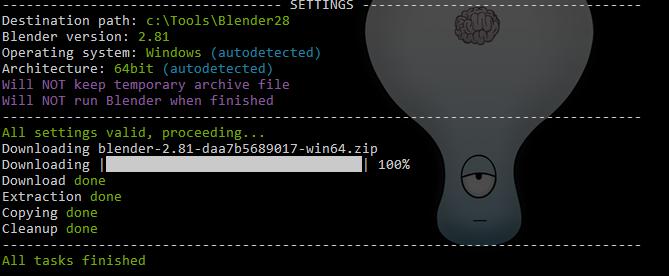 ------------------------------------ SETTINGS ------------------------------------
Destination path: c:\Tools\Blender28
Blender version: 2.81
Operating system: Windows (autodetected)
Architecture: 64bit (autodetected)
Will NOT keep temporary archive file
Will NOT run Blender when finished
--------------------------------------------------------------------------------
All settings valid, proceeding...
Downloading blender-2.81-daa7b5689017-win64.zip
Downloading |████████████████████████████████| 100%
Download done
Extraction done
Copying done
Cleanup done
--------------------------------------------------------------------------------
All tasks finished